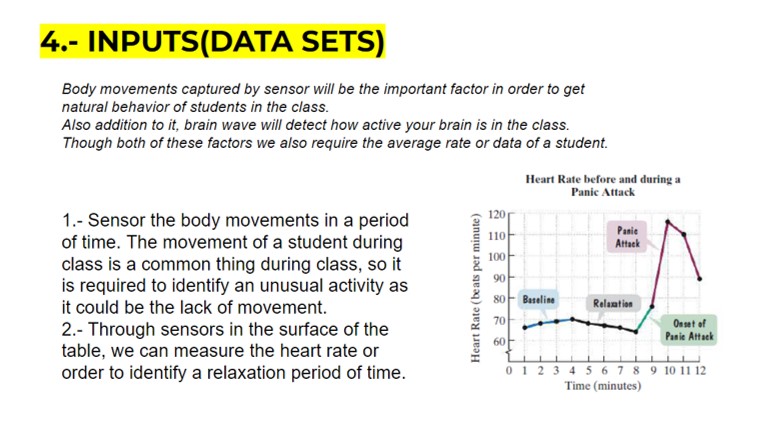 4.- INPUTS(DATA SETS)
Body movements captured by sensor will be the important factor in order to get
natural behavior of students in the class.
Also addition to it, brain wave will detect how active your brain is in the class.
Though both of these factors we also require the average rate or data of a student.
1.- Sensor the body movements in a period
of time. The movement of a student during
class is a common thing during class, so it
is required to identify an unusual activity as
it could be the lack of movement.
2.- Through sensors in the surface of the
table, we can measure the heart rate or
order to identify a relaxation period of time.
Heart Rate before and during a
Panic Attack
Heart Rate (beats per minute)
120
110
100
90
80
70
60
Panic
Attack
Baseline
Relaxation
Onset of
Panic Attack
0 1 2 3 4 5 6 7 8 9 10 11 12
Time (minutes)